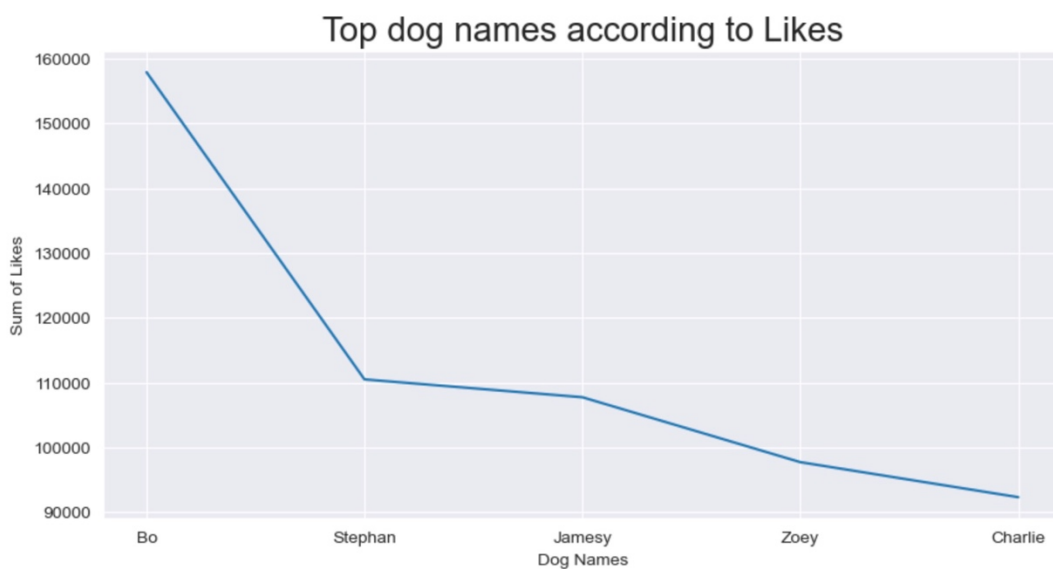 Top dog names according to Likes
160000
150000
140000
130000
120000
110000
100000
90000
Sum of Likes
Bo Stephan Jamesy Zoey Charlie
Dog Names